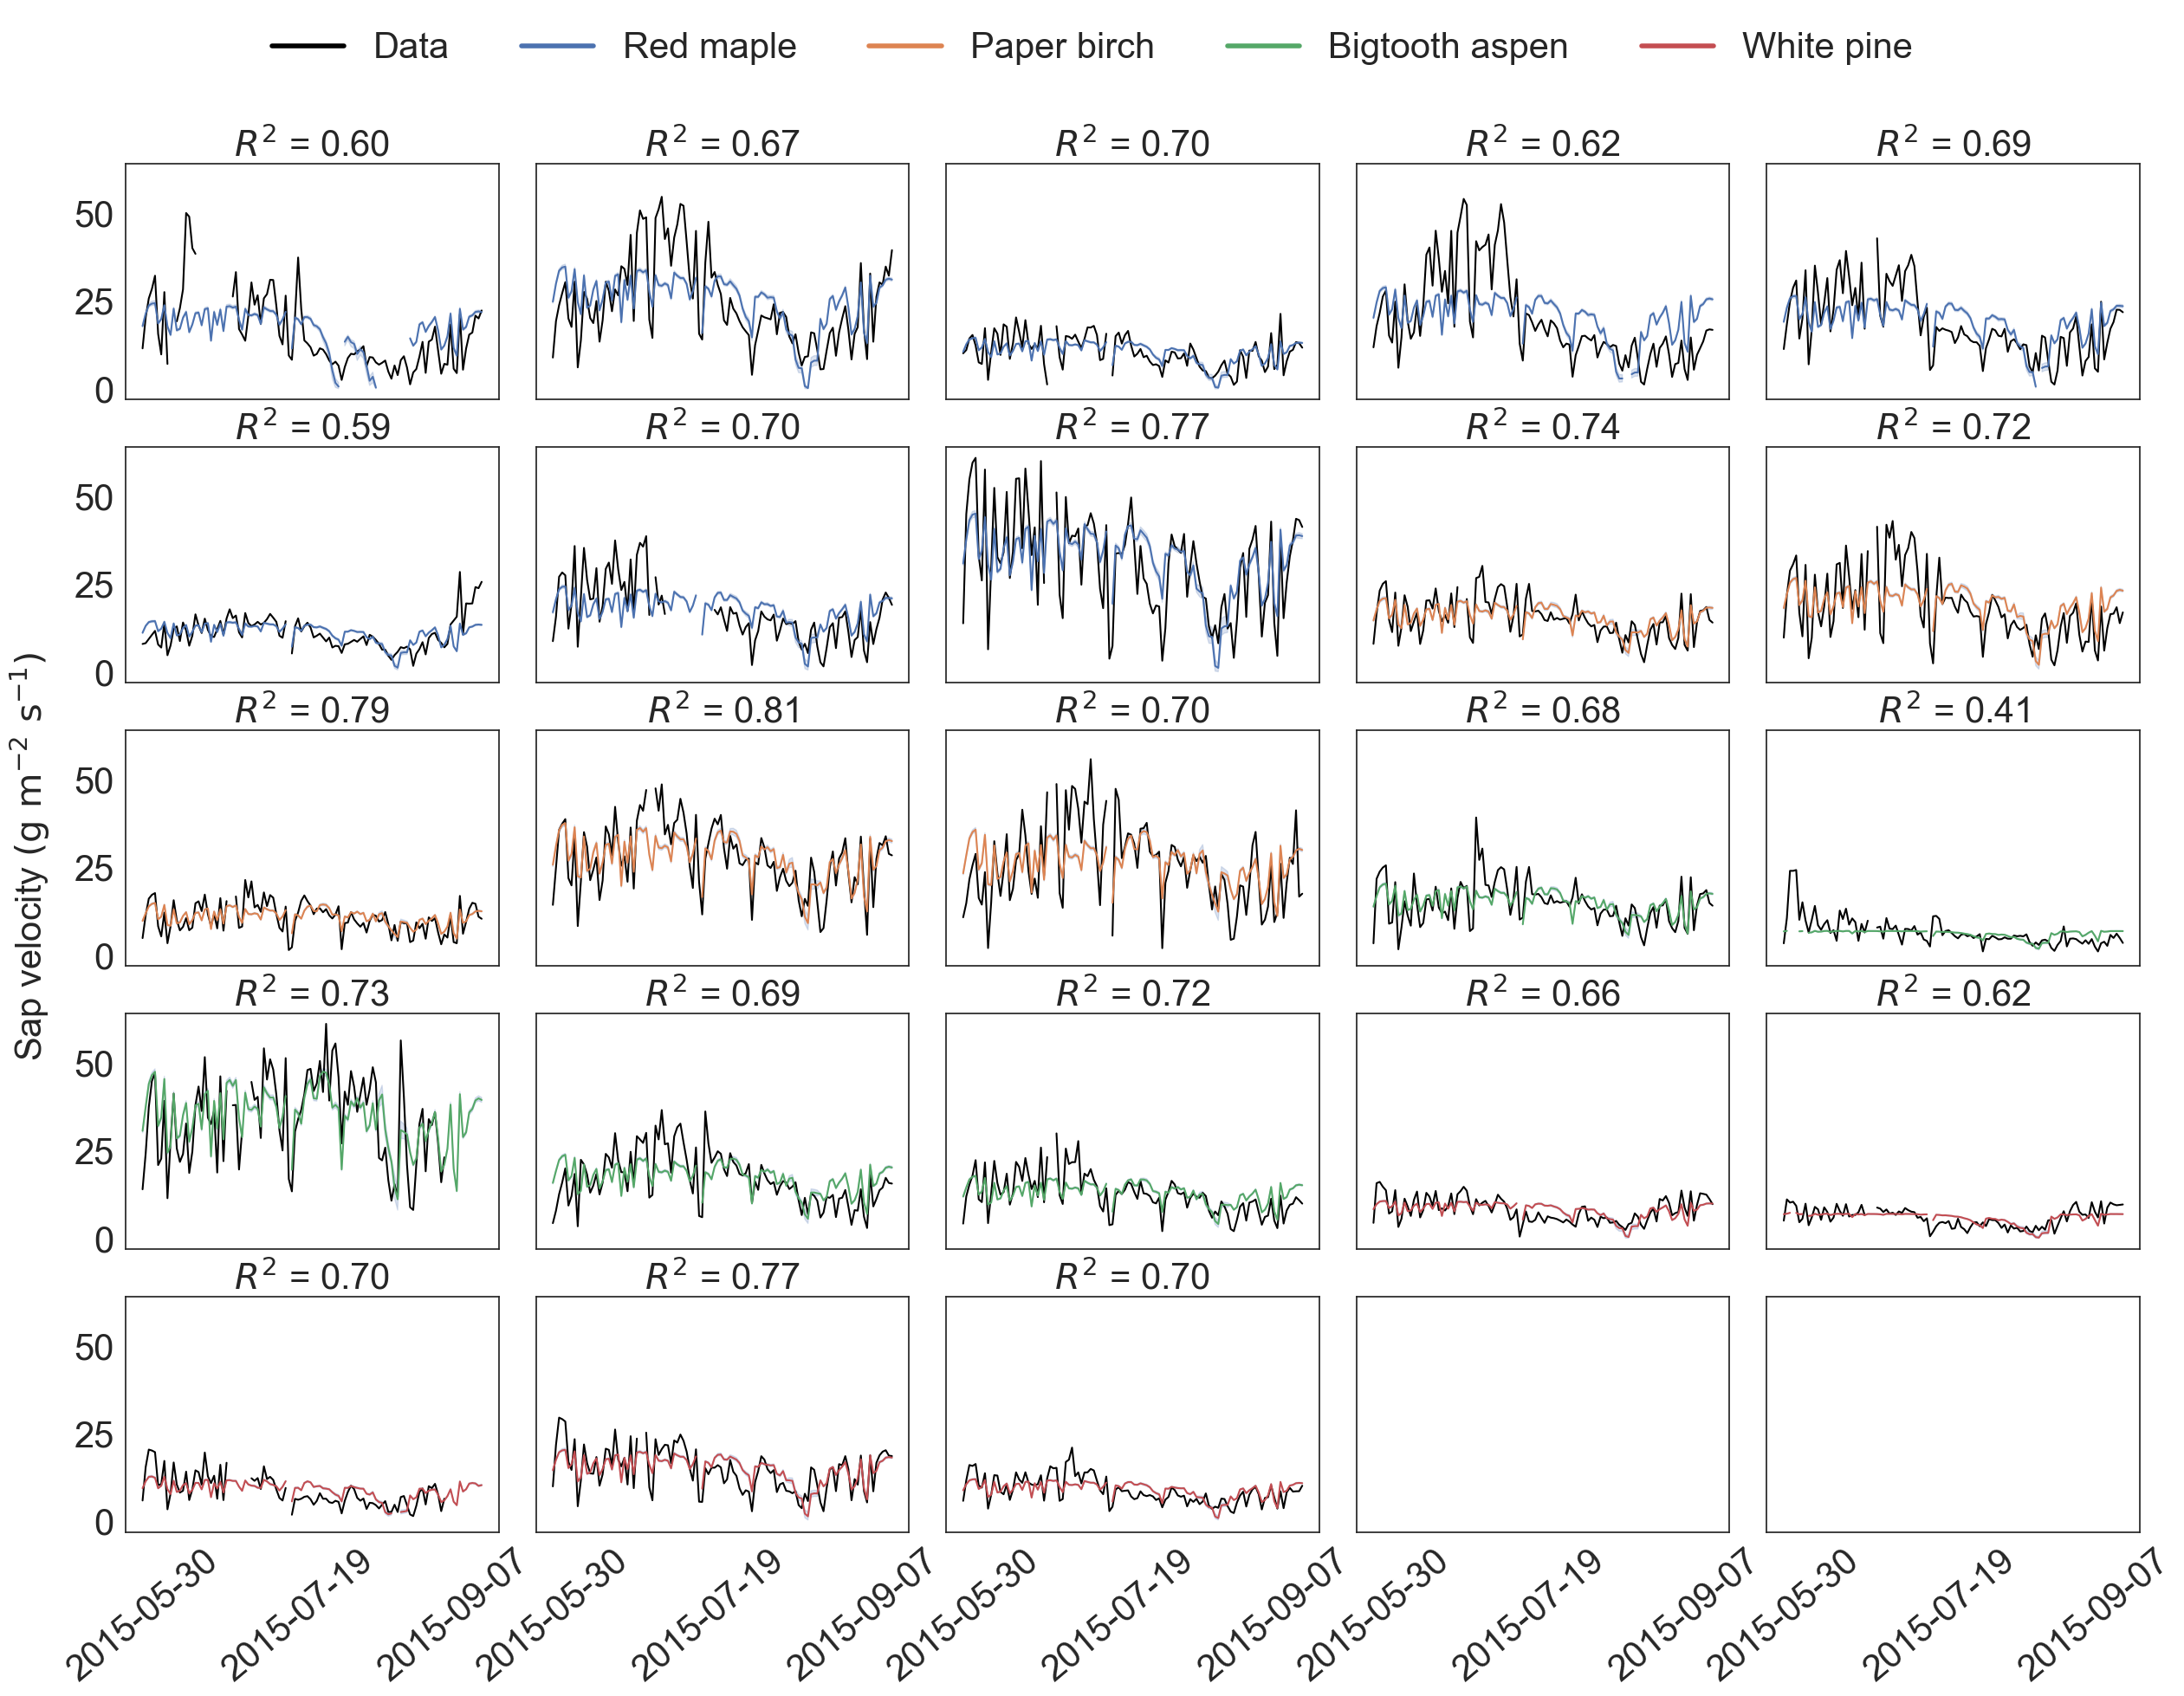 Data Red maple Paper birch Bigtooth aspen White pine
R² = 0.60 R² = 0.67 R² = 0.70 R² = 0.62 R² = 0.69
50
25
0
R² = 0.59 R² = 0.70 R² = 0.77 R² = 0.74 R² = 0.72
50
25
0
Sap velocity (g m⁻² s⁻¹)
R² = 0.79 R² = 0.81 R² = 0.70 R² = 0.68 R² = 0.41
50
25
0
R² = 0.73 R² = 0.69 R² = 0.72 R² = 0.66 R² = 0.62
50
25
0
R² = 0.70 R² = 0.77 R² = 0.70
50
25
0
2015-05-30 2015-07-19 2015-09-07 2015-05-30 2015-07-19 2015-09-07 2015-05-30 2015-07-19 2015-09-07 2015-05-30 2015-07-19 2015-09-07 2015-05-30 2015-07-19 2015-09-07